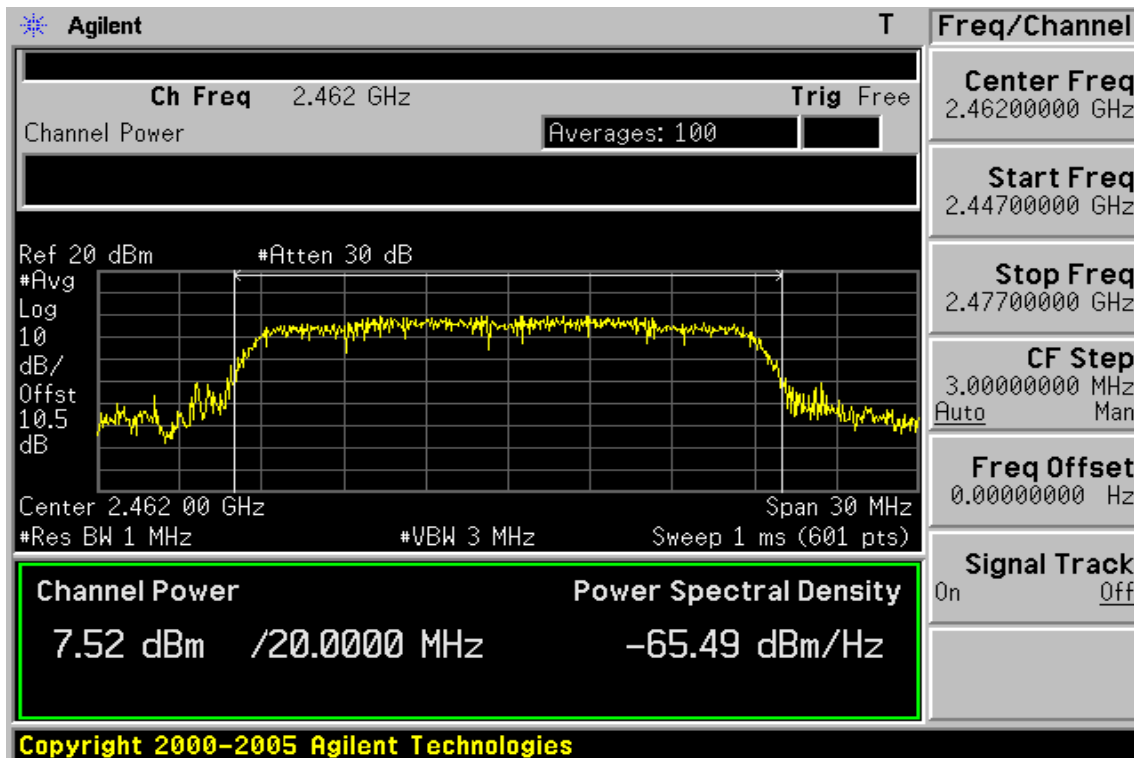 Agilent T
Freq/Channel
Ch Freq 2.462 GHz Trig Free
Channel Power Averages: 100
Ref 20 dBm #Atten 30 dB
#Avg
Log
10
dB/
Offst
10.5
dB
Center 2.462 00 GHz Span 30 MHz
#Res BW 1 MHz #VBW 3 MHz Sweep 1 ms (601 pts)
Channel Power Power Spectral Density
7.52 dBm /20.0000 MHz -65.49 dBm/Hz
Center Freq
2.46200000 GHz
Start Freq
2.44700000 GHz
Stop Freq
2.47700000 GHz
CF Step
3.00000000 MHz
Auto Man
Freq Offset
0.00000000 Hz
Signal Track
On Off
Copyright 2000-2005 Agilent Technologies